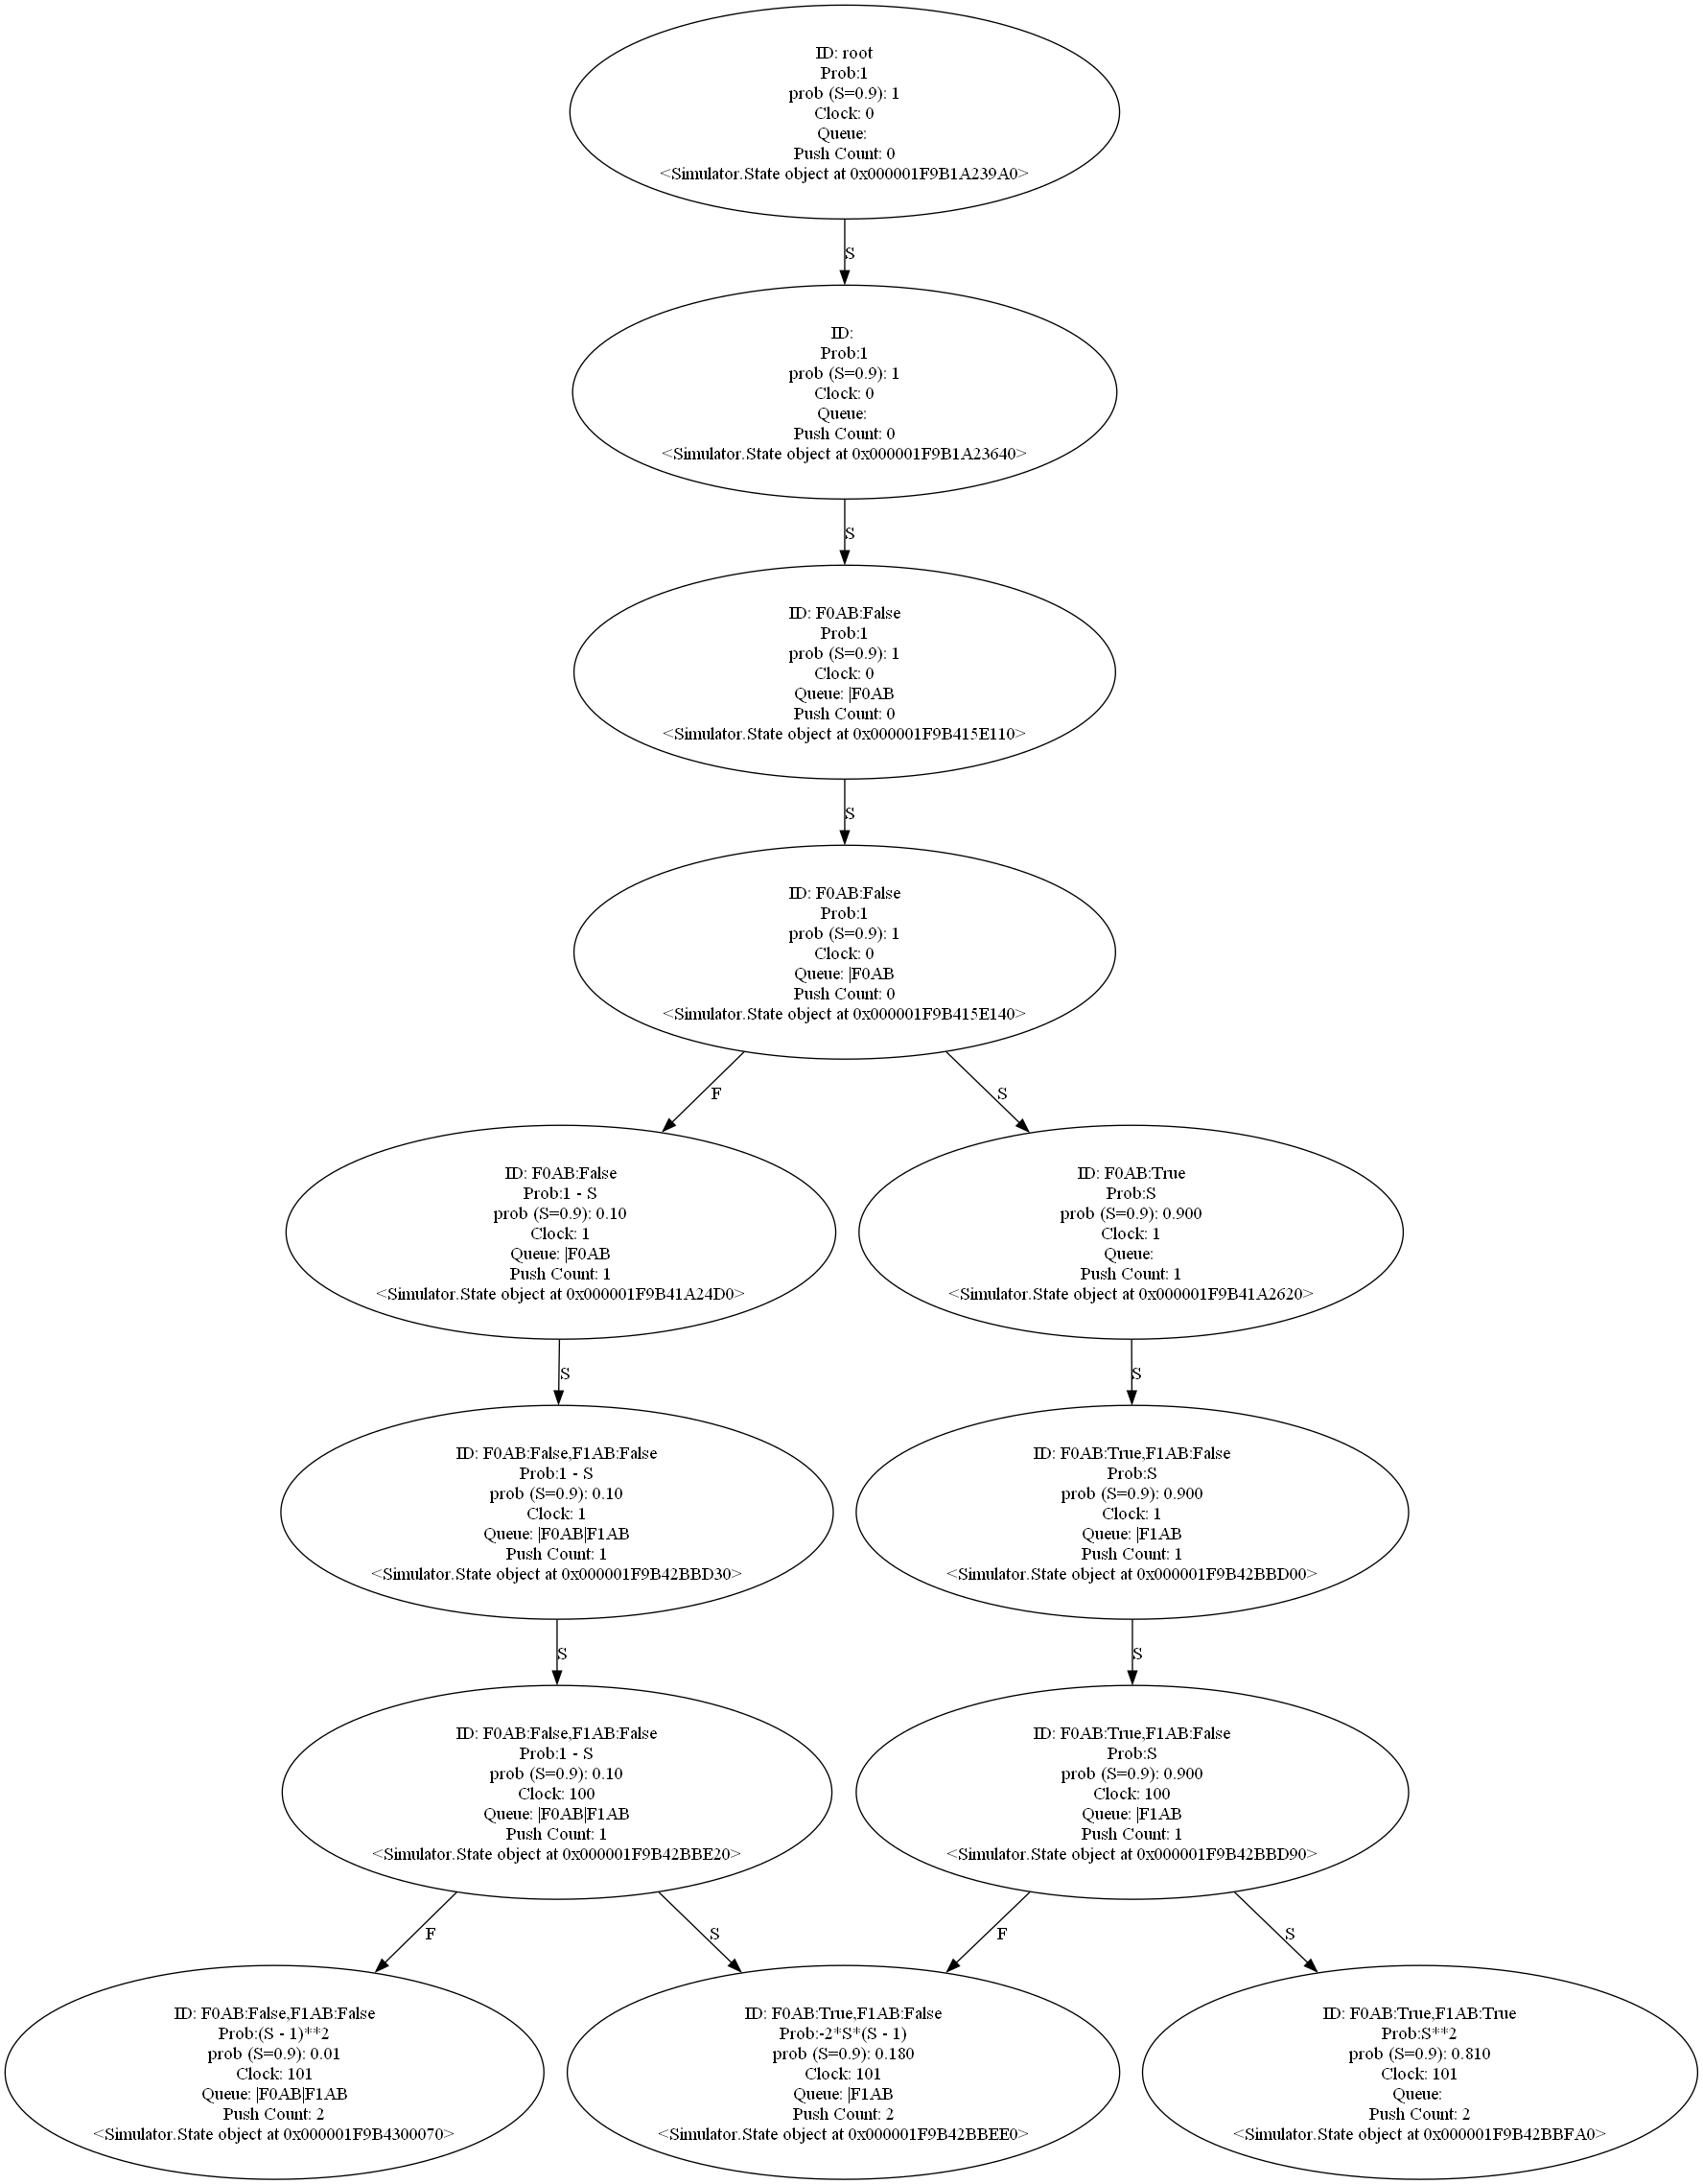 ID: root
Prob:1
prob (S=0.9): 1
Clock: 0
Queue:
Push Count: 0
<Simulator.State object at 0x000001F9B1A239A0>
S
ID:
Prob:1
prob (S=0.9): 1
Clock: 0
Queue:
Push Count: 0
<Simulator.State object at 0x000001F9B1A23640>
S
ID: F0AB:False
Prob:1
prob (S=0.9): 1
Clock: 0
Queue: |F0AB
Push Count: 0
<Simulator.State object at 0x000001F9B415E110>
S
ID: F0AB:False
Prob:1
prob (S=0.9): 1
Clock: 0
Queue: |F0AB
Push Count: 0
<Simulator.State object at 0x000001F9B415E140>
F
S
ID: F0AB:False
Prob:1 - S
prob (S=0.9): 0.10
Clock: 1
Queue: |F0AB
Push Count: 1
<Simulator.State object at 0x000001F9B41A24D0>
ID: F0AB:True
Prob:S
prob (S=0.9): 0.900
Clock: 1
Queue:
Push Count: 1
<Simulator.State object at 0x000001F9B41A2620>
S
S
ID: F0AB:False,F1AB:False
Prob:1 - S
prob (S=0.9): 0.10
Clock: 1
Queue: |F0AB|F1AB
Push Count: 1
<Simulator.State object at 0x000001F9B42BBD30>
ID: F0AB:True,F1AB:False
Prob:S
prob (S=0.9): 0.900
Clock: 1
Queue: |F1AB
Push Count: 1
<Simulator.State object at 0x000001F9B42BBD00>
S
S
ID: F0AB:False,F1AB:False
Prob:1 - S
prob (S=0.9): 0.10
Clock: 100
Queue: |F0AB|F1AB
Push Count: 1
<Simulator.State object at 0x000001F9B42BBE20>
ID: F0AB:True,F1AB:False
Prob:S
prob (S=0.9): 0.900
Clock: 100
Queue: |F1AB
Push Count: 1
<Simulator.State object at 0x000001F9B42BBD90>
F
S
F
S
ID: F0AB:False,F1AB:False
Prob:(S - 1)**2
prob (S=0.9): 0.01
Clock: 101
Queue: |F0AB|F1AB
Push Count: 2
<Simulator.State object at 0x000001F9B4300070>
ID: F0AB:True,F1AB:False
Prob:-2*S*(S - 1)
prob (S=0.9): 0.180
Clock: 101
Queue: |F1AB
Push Count: 2
<Simulator.State object at 0x000001F9B42BBEE0>
ID: F0AB:True,F1AB:True
Prob:S**2
prob (S=0.9): 0.810
Clock: 101
Queue:
Push Count: 2
<Simulator.State object at 0x000001F9B42BBFA0>